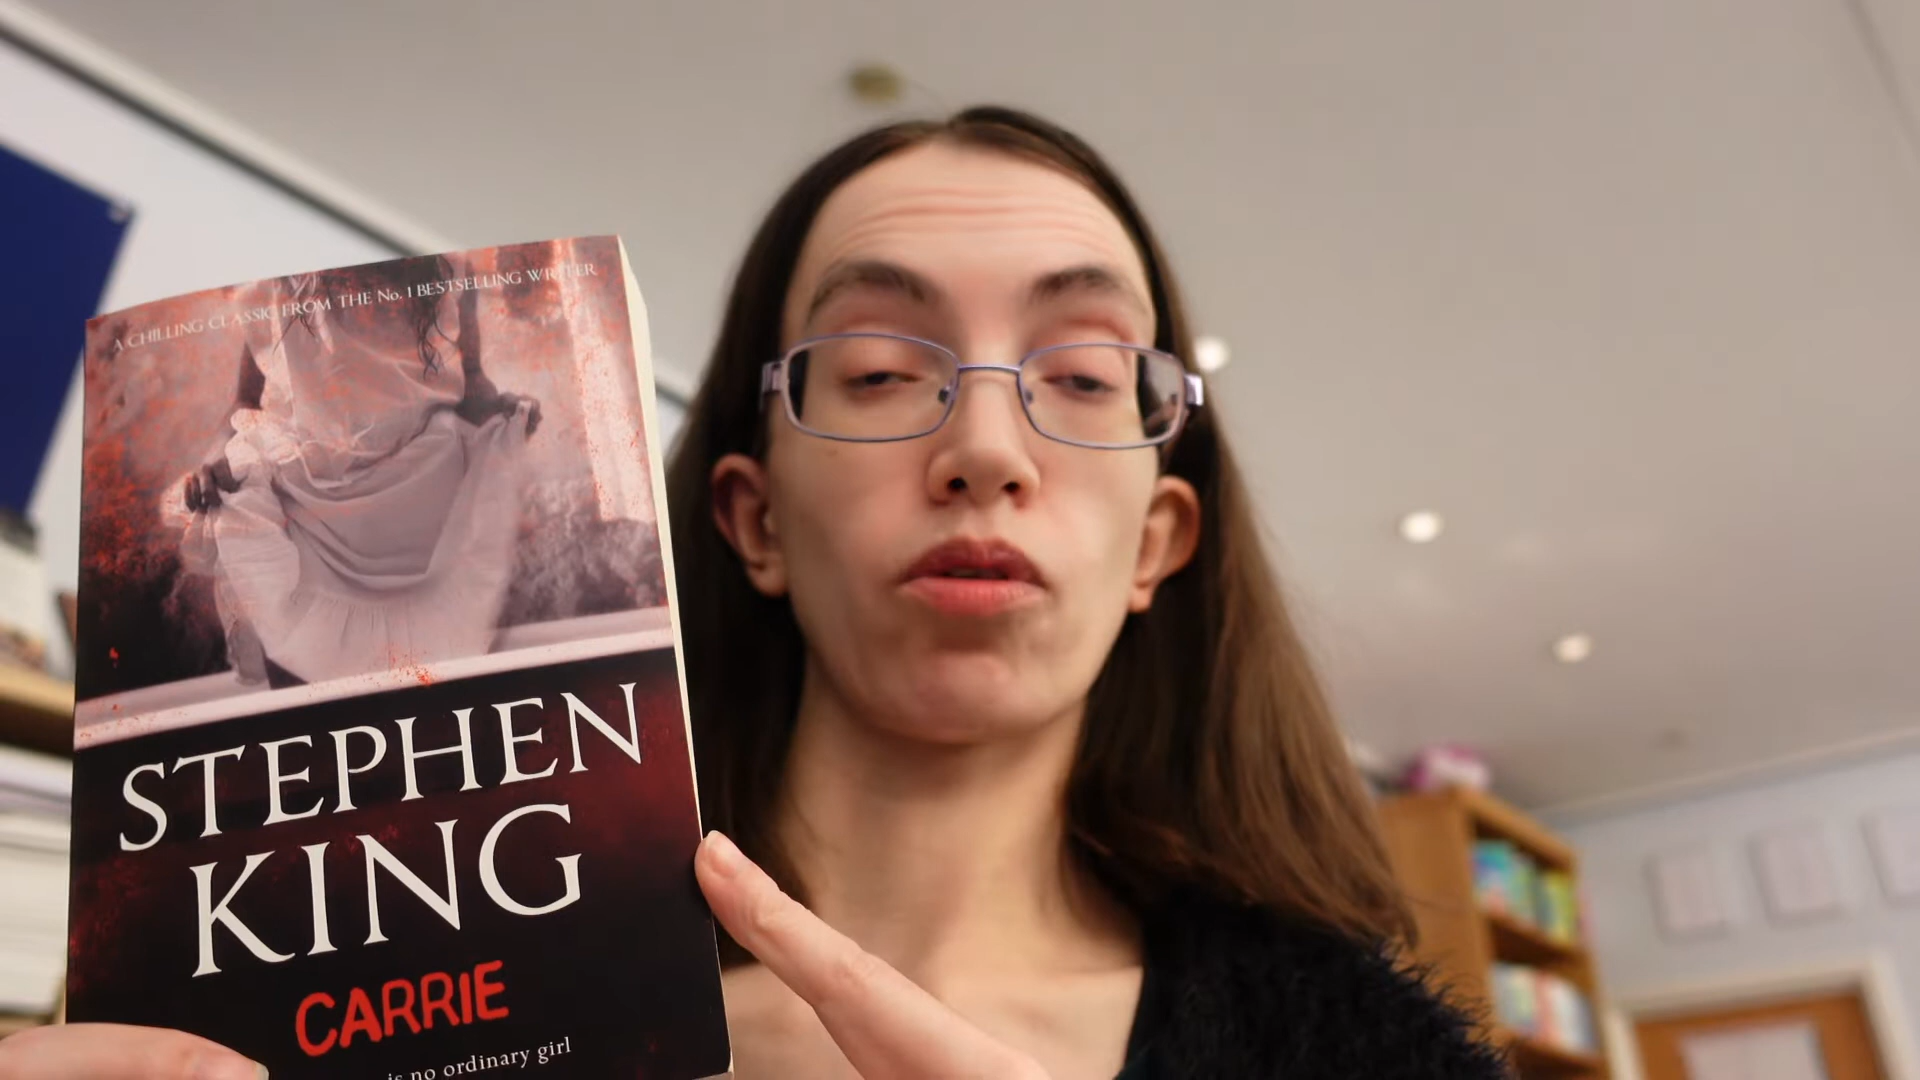 A CHILLING CLASSIC FROM THE No. 1 BESTSELLING WRITER
STEPHEN
KING
CARRIE
is no ordinary girl